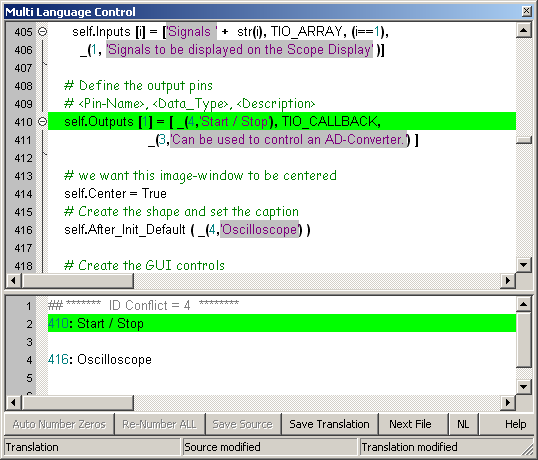 Multi Language Control
405 self.Inputs [i] = ['Signals ' + str(i), TIO_ARRAY, (i==1),
406 _(1, 'Signals to be displayed on the Scope Display' )]
407
408 # Define the output pins
409 # <Pin-Name>, <Data_Type>, <Description>
410 self.Outputs [1] = [ _(4,'Start / Stop'), TIO_CALLBACK,
411 _(3,'Can be used to control an AD-Converter.') ]
412
413 # we want this image-window to be centered
414 self.Center = True
415 # Create the shape and set the caption
416 self.After_Init_Default ( _(4,'Oscilloscope') )
417
418 # Create the GUI controls
1 ## ******* ID Conflict = 4 ********
2 410: Start / Stop
3
4 416: Oscilloscope
5
6
Auto Number Zeros Re-Number ALL Save Source Save Translation Next File NL Help
Translation Source modified Translation modified